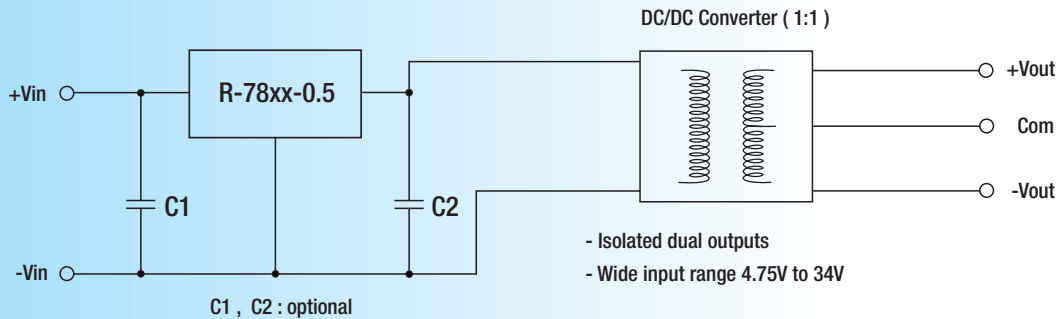 DC/DC Converter ( 1:1 )
+Vin
R-78xx-0.5
+Vout
Com
-Vout
C1
C2
- Isolated dual outputs
- Wide input range 4.75V to 34V
-Vin
C1 , C2 : optional